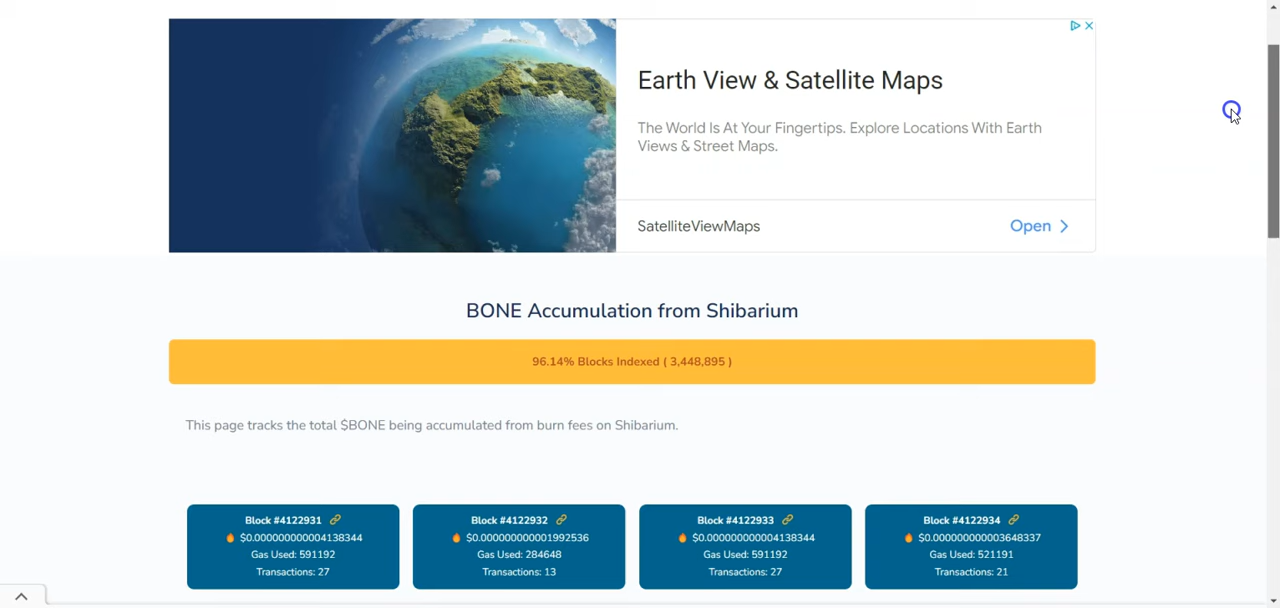 Earth View & Satellite Maps
The World Is At Your Fingertips. Explore Locations With Earth
Views & Street Maps.
SatelliteViewMaps
Open
BONE Accumulation from Shibarium
96.14% Blocks Indexed ( 3,448,895 )
This page tracks the total $BONE being accumulated from burn fees on Shibarium.
Block #4122931
$0.000000000004138344
Gas Used: 591192
Transactions: 27
Block #4122932
$0.000000000001992536
Gas Used: 284648
Transactions: 13
Block #4122933
$0.000000000004138344
Gas Used: 591192
Transactions: 27
Block #4122934
$0.000000000003648337
Gas Used: 521191
Transactions: 21